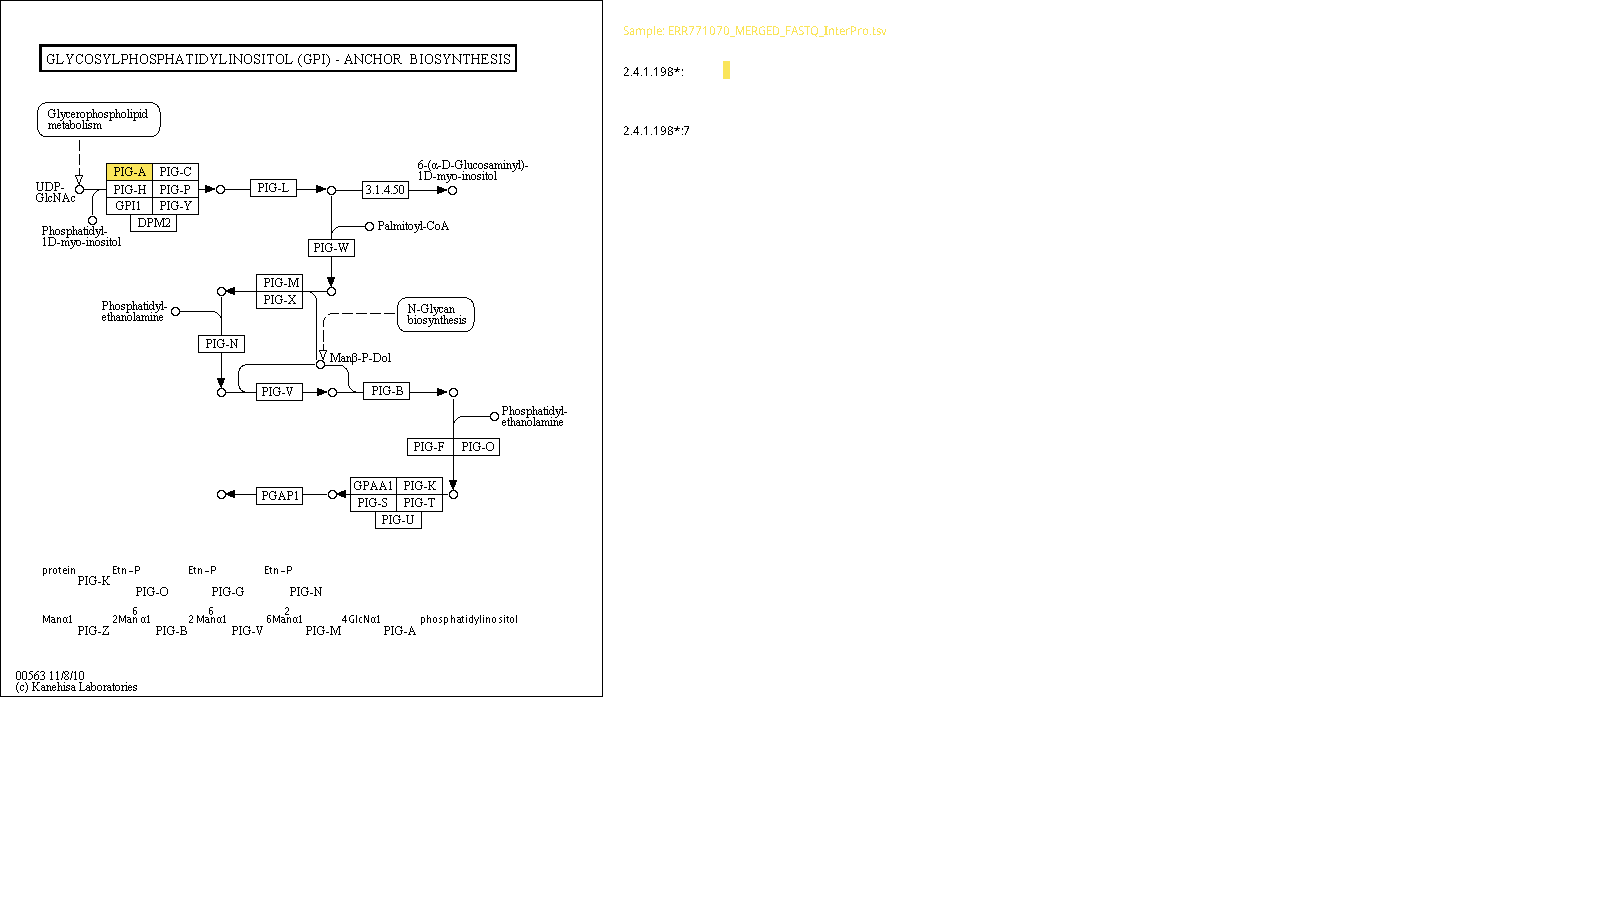 GLYCOSYLPHOSPHATIDYLINOSITOL (GPI) - ANCHOR BIOSYNTHESIS
Sample: ERR771070_MERGED_FASTQ_InterPro.tsv
2.4.1.198*:
2.4.1.198*:7
Glycerophospholipid
metabolism
UDP-
GlcNAc
PIG-A PIG-C
PIG-H PIG-P
GPI1 PIG-Y
DPM2
Phosphatidyl-
1D-myo-inositol
PIG-L
3.1.4.50
6-(α-D-Glucosaminyl)-
1D-myo-inositol
Palmitoyl-CoA
PIG-W
PIG-M
PIG-X
Phosphatidyl-
ethanolamine
N-Glycan
biosynthesis
PIG-N
Manβ-P-Dol
PIG-V
PIG-B
Phosphatidyl-
ethanolamine
PIG-F PIG-O
GPAA1 PIG-K
PIG-S PIG-T
PIG-U
PGAP1
protein Etn-P Etn-P Etn-P
PIG-K
PIG-O PIG-G PIG-N
6 6 2
Manα1 2Manα1 2Manα1 6Manα1 4GlcNα1 phosphatidylinositol
PIG-Z PIG-B PIG-V PIG-M PIG-A
00563 11/8/10
(c) Kanehisa Laboratories